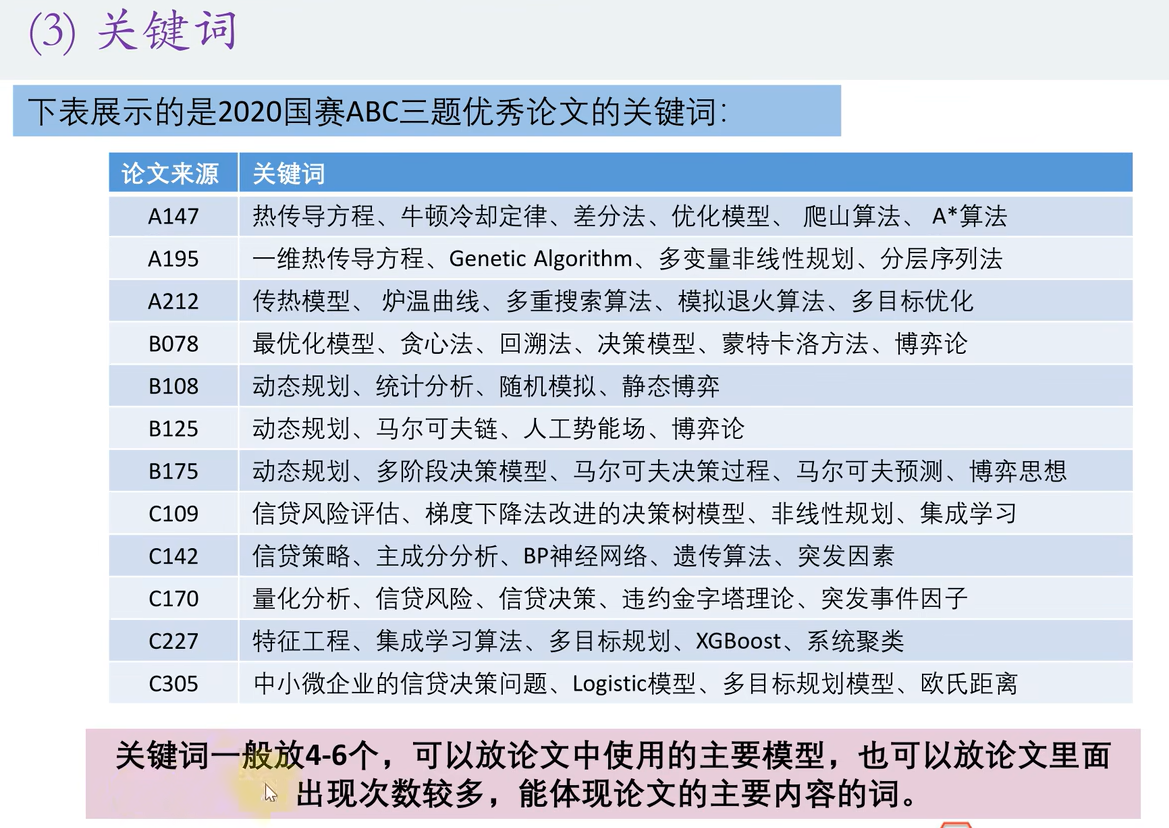 (3) 关键词
下表展示的是2020国赛ABC三题优秀论文的关键词：
论文来源 关键词
A147 热传导方程、牛顿冷却定律、差分法、优化模型、 爬山算法、 A*算法
A195 一维热传导方程、Genetic Algorithm、多变量非线性规划、分层序列法
A212 传热模型、 炉温曲线、多重搜索算法、模拟退火算法、多目标优化
B078 最优化模型、贪心法、回溯法、决策模型、蒙特卡洛方法、博弈论
B108 动态规划、统计分析、随机模拟、静态博弈
B125 动态规划、马尔可夫链、人工势能场、博弈论
B175 动态规划、多阶段决策模型、马尔可夫决策过程、马尔可夫预测、博弈思想
C109 信贷风险评估、梯度下降法改进的决策树模型、非线性规划、集成学习
C142 信贷策略、主成分分析、BP神经网络、遗传算法、突发因素
C170 量化分析、信贷风险、信贷决策、违约金字塔理论、突发事件因子
C227 特征工程、集成学习算法、多目标规划、XGBoost、系统聚类
C305 中小微企业的信贷决策问题、Logistic模型、多目标规划模型、欧氏距离
关键词一般放4-6个，可以放论文中使用的主要模型，也可以放论文里面
出现次数较多，能体现论文的主要内容的词。